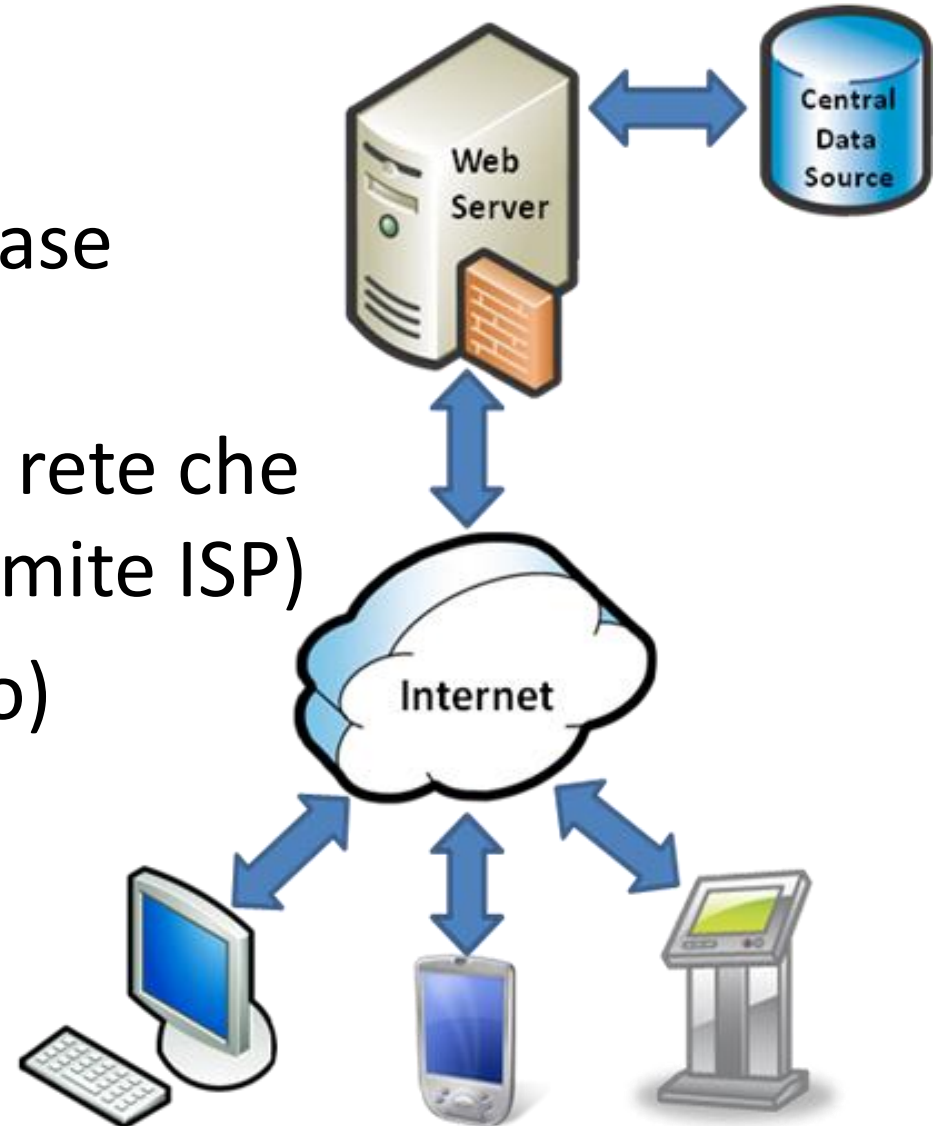 Central
Data
Source
Web
Server
ase
rete che
mite ISP)
o)
Internet